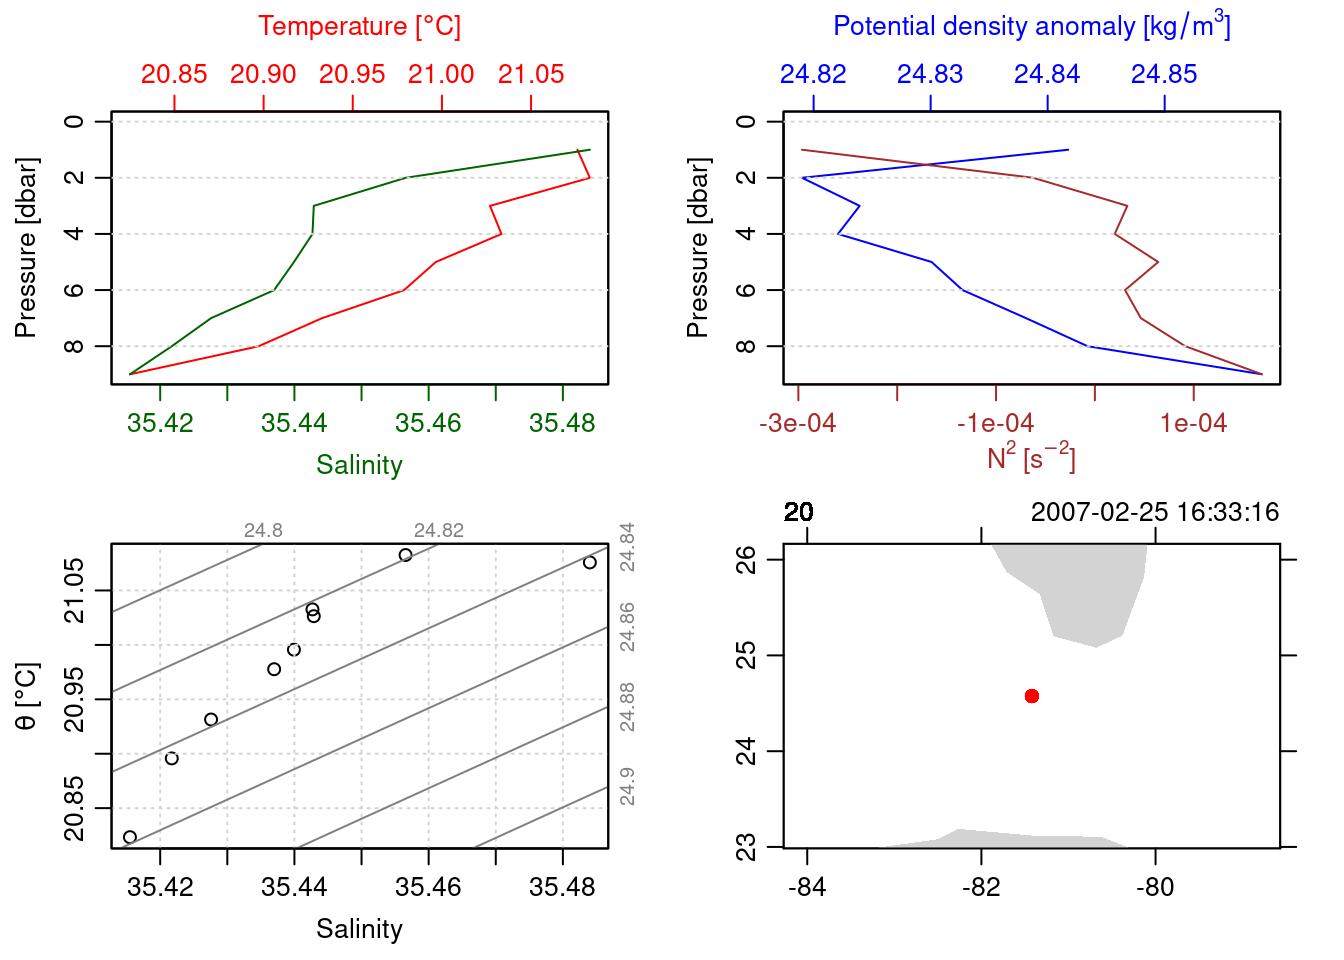 Temperature [°C]
20.85 20.90 20.95 21.00 21.05
0
2
4
6
8
Pressure [dbar]
35.42 35.44 35.46 35.48
Salinity
Potential density anomaly [kg/m³]
24.82 24.83 24.84 24.85
0
2
4
6
8
Pressure [dbar]
-3e-04 -1e-04 1e-04
N² [s⁻²]
24.8 24.82
24.84
24.86
24.88
24.9
21.05
20.95
20.85
θ [°C]
35.42 35.44 35.46 35.48
Salinity
20 2007-02-25 16:33:16
26
25
24
23
-84 -82 -80